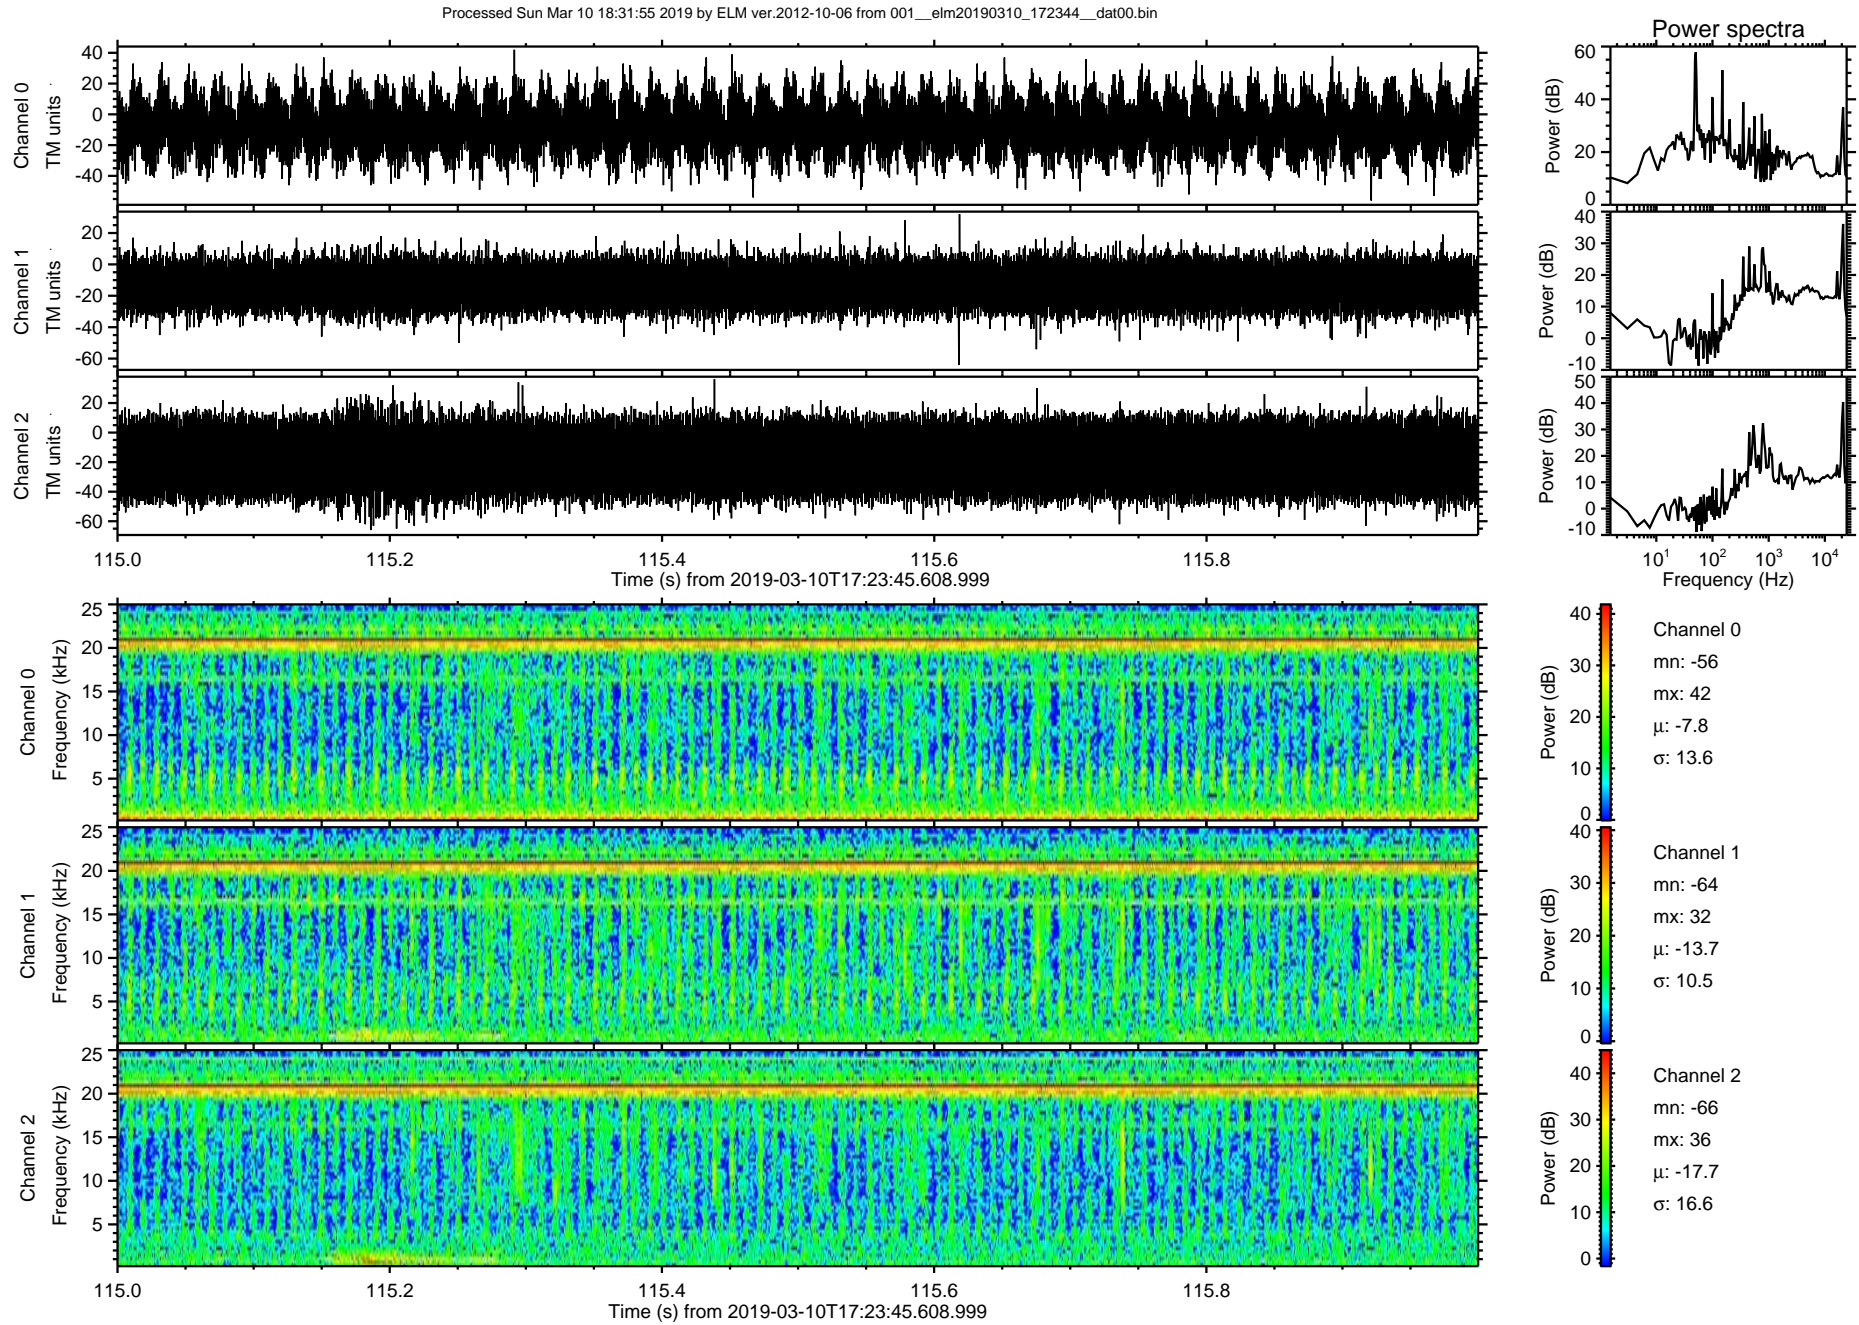 Processed Sun Mar 10 18:31:55 2019 by ELM ver.2012-10-06 from 001__elm20190310_172344__dat00.bin
Power spectra
Channel 0
TM units
40
20
0
-20
-40
Power (dB)
60
40
20
0
Channel 1
TM units
20
0
-20
-40
-60
Power (dB)
40
30
20
10
0
-10
Channel 2
TM units
20
0
-20
-40
-60
Power (dB)
50
40
30
20
10
0
-10
115.0 115.2 115.4 115.6 115.8
Time (s) from 2019-03-10T17:23:45.608.999
10¹ 10² 10³ 10⁴
Frequency (Hz)
Channel 0
Frequency (kHz)
25
20
15
10
5
Power (dB)
40
30
20
10
0
Channel 0
mn: -56
mx: 42
µ: -7.8
σ: 13.6
Channel 1
Frequency (kHz)
25
20
15
10
5
Power (dB)
40
30
20
10
0
Channel 1
mn: -64
mx: 32
µ: -13.7
σ: 10.5
Channel 2
Frequency (kHz)
25
20
15
10
5
Power (dB)
40
30
20
10
0
Channel 2
mn: -66
mx: 36
µ: -17.7
σ: 16.6
115.0 115.2 115.4 115.6 115.8
Time (s) from 2019-03-10T17:23:45.608.999